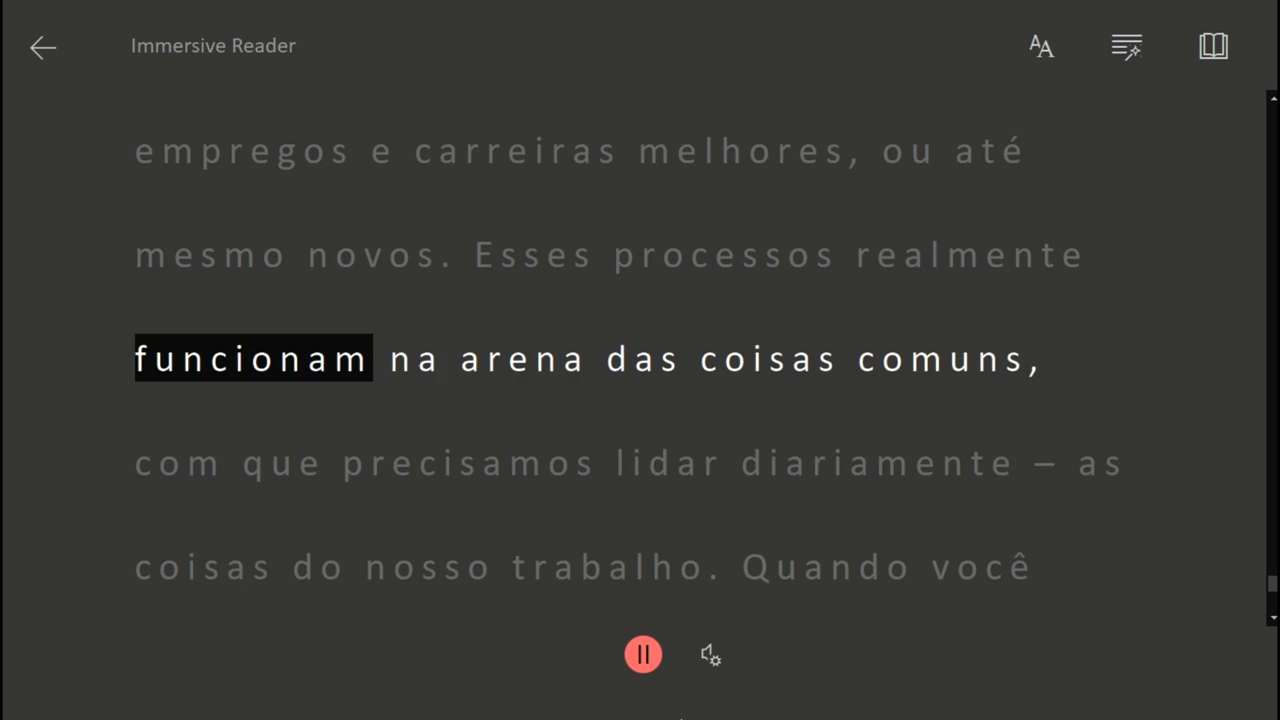 Immersive Reader
empregos e carreiras melhores, ou até
mesmo novos. Esses processos realmente
funcionam na arena das coisas comuns,
com que precisamos lidar diariamente – as
coisas do nosso trabalho. Quando você